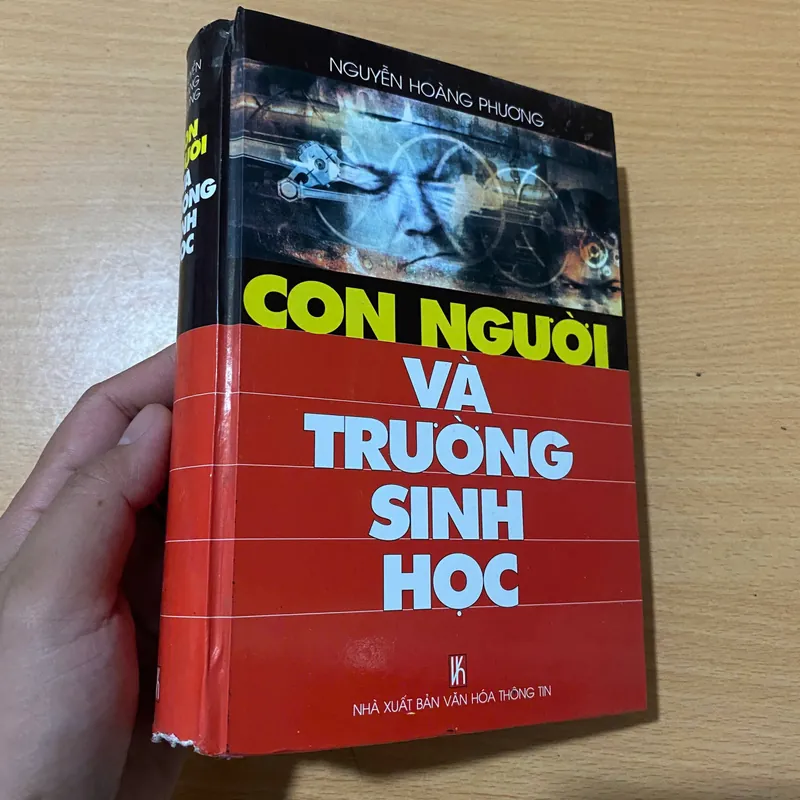 NGUYỄN HOÀNG PHƯƠNG
CON NGƯỜI
VÀ
TRƯỜNG
SINH
HỌC
NHÀ XUẤT BẢN VĂN HÓA THÔNG TIN